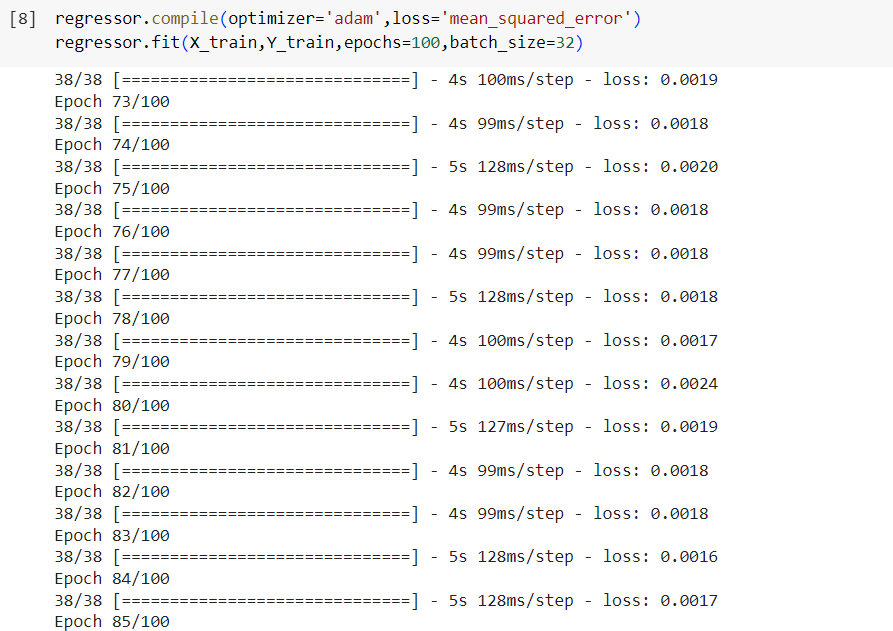 [8] regressor.compile(optimizer='adam',loss='mean_squared_error')
regressor.fit(X_train,Y_train,epochs=100,batch_size=32)
38/38 [==============================] - 4s 100ms/step - loss: 0.0019
Epoch 73/100
38/38 [==============================] - 4s 99ms/step - loss: 0.0018
Epoch 74/100
38/38 [==============================] - 5s 128ms/step - loss: 0.0020
Epoch 75/100
38/38 [==============================] - 4s 99ms/step - loss: 0.0018
Epoch 76/100
38/38 [==============================] - 4s 99ms/step - loss: 0.0018
Epoch 77/100
38/38 [==============================] - 5s 128ms/step - loss: 0.0018
Epoch 78/100
38/38 [==============================] - 4s 100ms/step - loss: 0.0017
Epoch 79/100
38/38 [==============================] - 4s 100ms/step - loss: 0.0024
Epoch 80/100
38/38 [==============================] - 5s 127ms/step - loss: 0.0019
Epoch 81/100
38/38 [==============================] - 4s 99ms/step - loss: 0.0018
Epoch 82/100
38/38 [==============================] - 4s 99ms/step - loss: 0.0018
Epoch 83/100
38/38 [==============================] - 5s 128ms/step - loss: 0.0016
Epoch 84/100
38/38 [==============================] - 5s 128ms/step - loss: 0.0017
Epoch 85/100